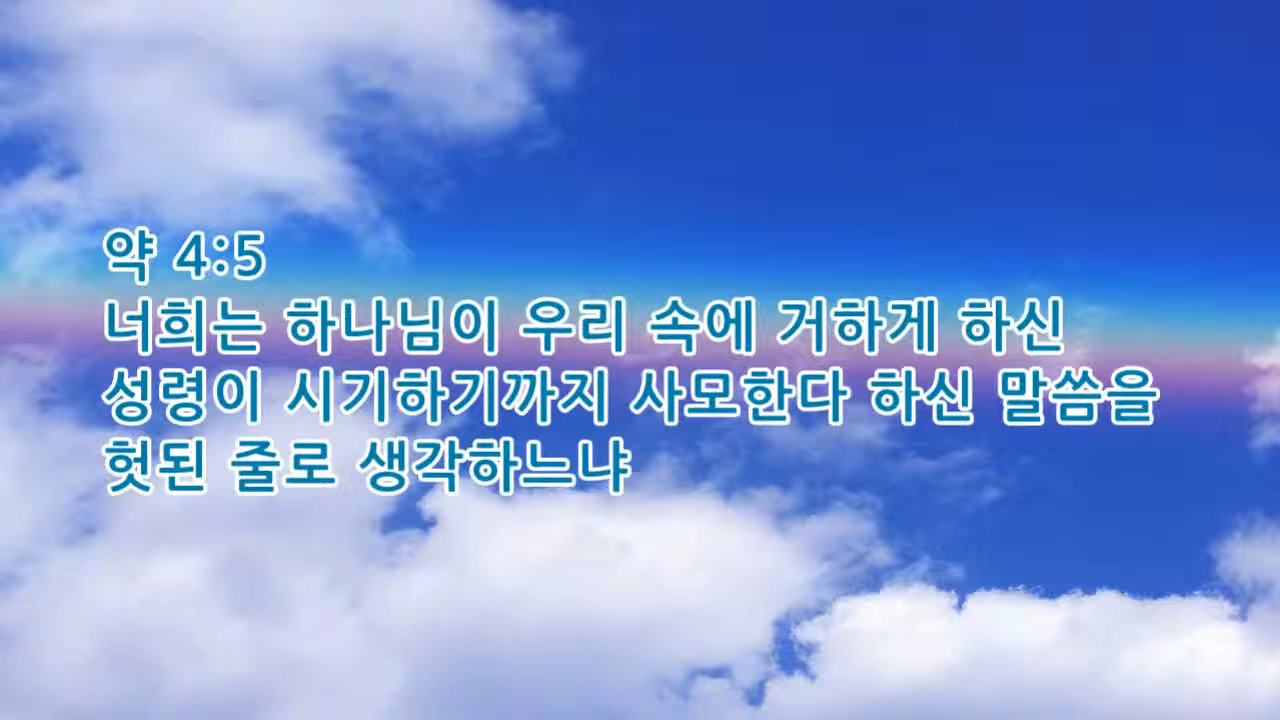 약 4:5
너희는 하나님이 우리 속에 거하게 하신
성령이 시기하기까지 사모한다 하신 말씀을
헛된 줄로 생각하느냐